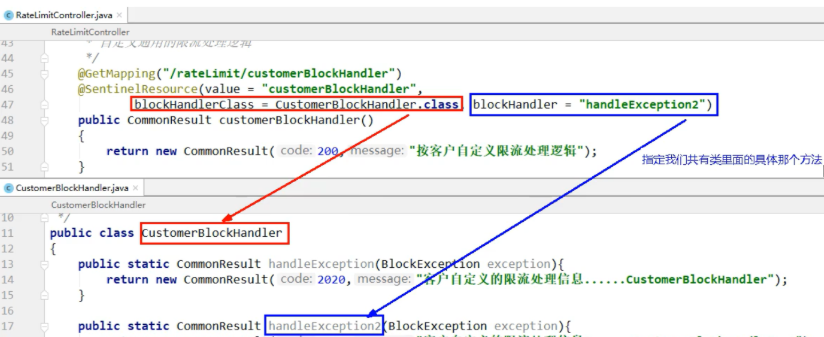 RateLimitController.java ×
RateLimitController
43 * 自定义通用的限流处理逻辑
44 */
45 @GetMapping("/rateLimit/customerBlockHandler")
46 @SentinelResource(value = "customerBlockHandler",
47 blockHandlerClass = CustomerBlockHandler.class, blockHandler = "handleException2")
48 public CommonResult customerBlockHandler()
49 {
50 return new CommonResult( code: 200, message: "按客户自定义限流处理逻辑");
指定我们共有类里面的具体那个方法
51 }
CustomerBlockHandler.java ×
CustomerBlockHandler
10 */
11 public class CustomerBlockHandler
12 {
13 public static CommonResult handleException(BlockException exception){
14 return new CommonResult( code: 2020, message: "客户自定义的限流处理信息......CustomerBlockHandler");
15 }
16
17 public static CommonResult handleException2(BlockException exception){